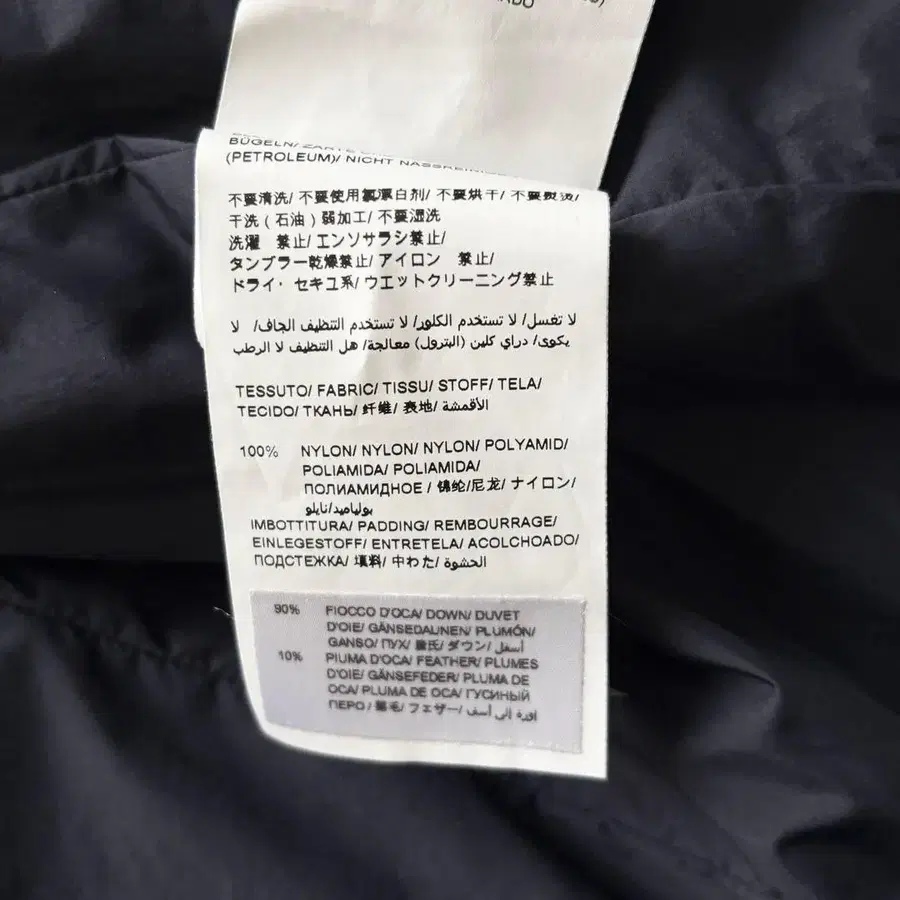 BÜGELN/
(PETROLEUM)/ NICHT
不要清洗/ 不要使用氯漂白剂/ 不要烘干/ 不要熨烫/
干洗 ( 石油 ) 弱加工/ 不要湿洗
洗濯 禁止/ エンソサラシ禁止/
タンブラー乾燥禁止/ アイロン 禁止/
ドライ・セキユ系/ ウエットクリーニング禁止
لا تغسل/ لا تستخدم الكلور/ لا تستخدم التنظيف الجاف/ لا
يكوى/ دراي كلين (البترول) معالجة/ هل التنظيف لا الرطب
TESSUTO/ FABRIC/ TISSU/ STOFF/ TELA/
TECIDO/ ТКАНЬ/ 纤维/ 表地/ الأقمشة
100% NYLON/ NYLON/ NYLON/ POLYAMID/
POLIAMIDA/ POLIAMIDA/
ПОЛИАМИДНОЕ / 锦纶/尼龙/ ナイロン/
بولياميد/نايلو
IMBOTTITURA/ PADDING/ REMBOURRAGE/
EINLEGESTOFF/ ENTRETELA/ ACOLCHOADO/
ПОДСТЕЖКА/ 填料/ 中わた/ الحشوة
90% FIOCCO D'OCA/ DOWN/ DUVET
D'OIE/ GÄNSEDAUNEN/ PLUMÓN/
GANSO/ ПУХ/ ダウン/ أسفل
10% PIUMA D'OCA/ FEATHER/ PLUMES
D'OIE/ GÄNSEFEDER/ PLUMA DE
OCA/ PLUMA DE OCA/ ГУСИНЫЙ
ПЕРО / 羽毛/ フェザー/